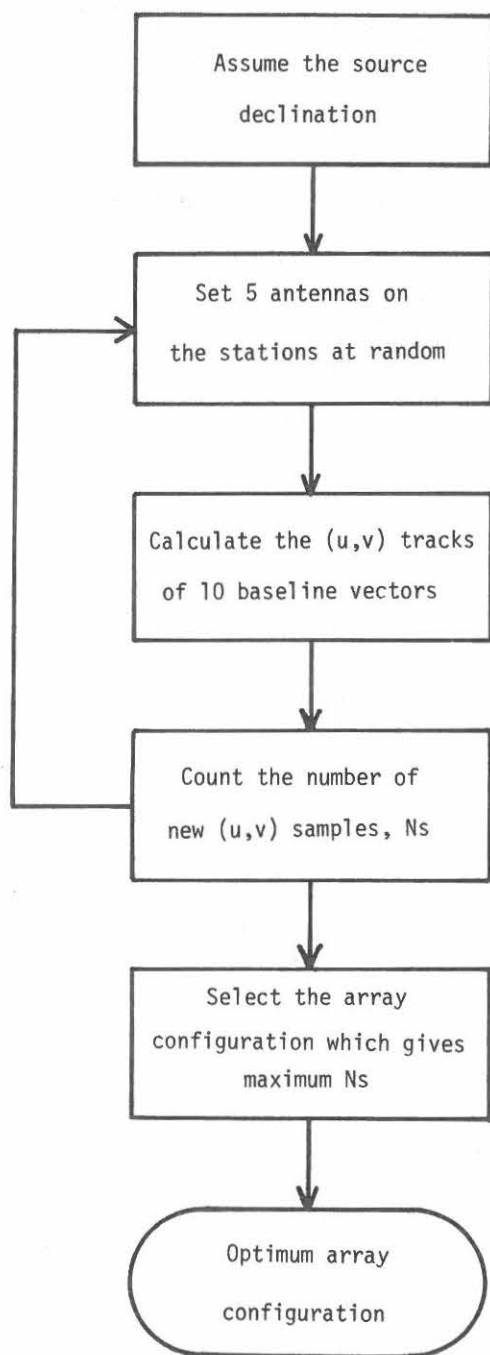 Assume the source
declination
Set 5 antennas on
the stations at random
Calculate the (u,v) tracks
of 10 baseline vectors
Count the number of
new (u,v) samples, Ns
Select the array
configuration which gives
maximum Ns
Optimum array
configuration